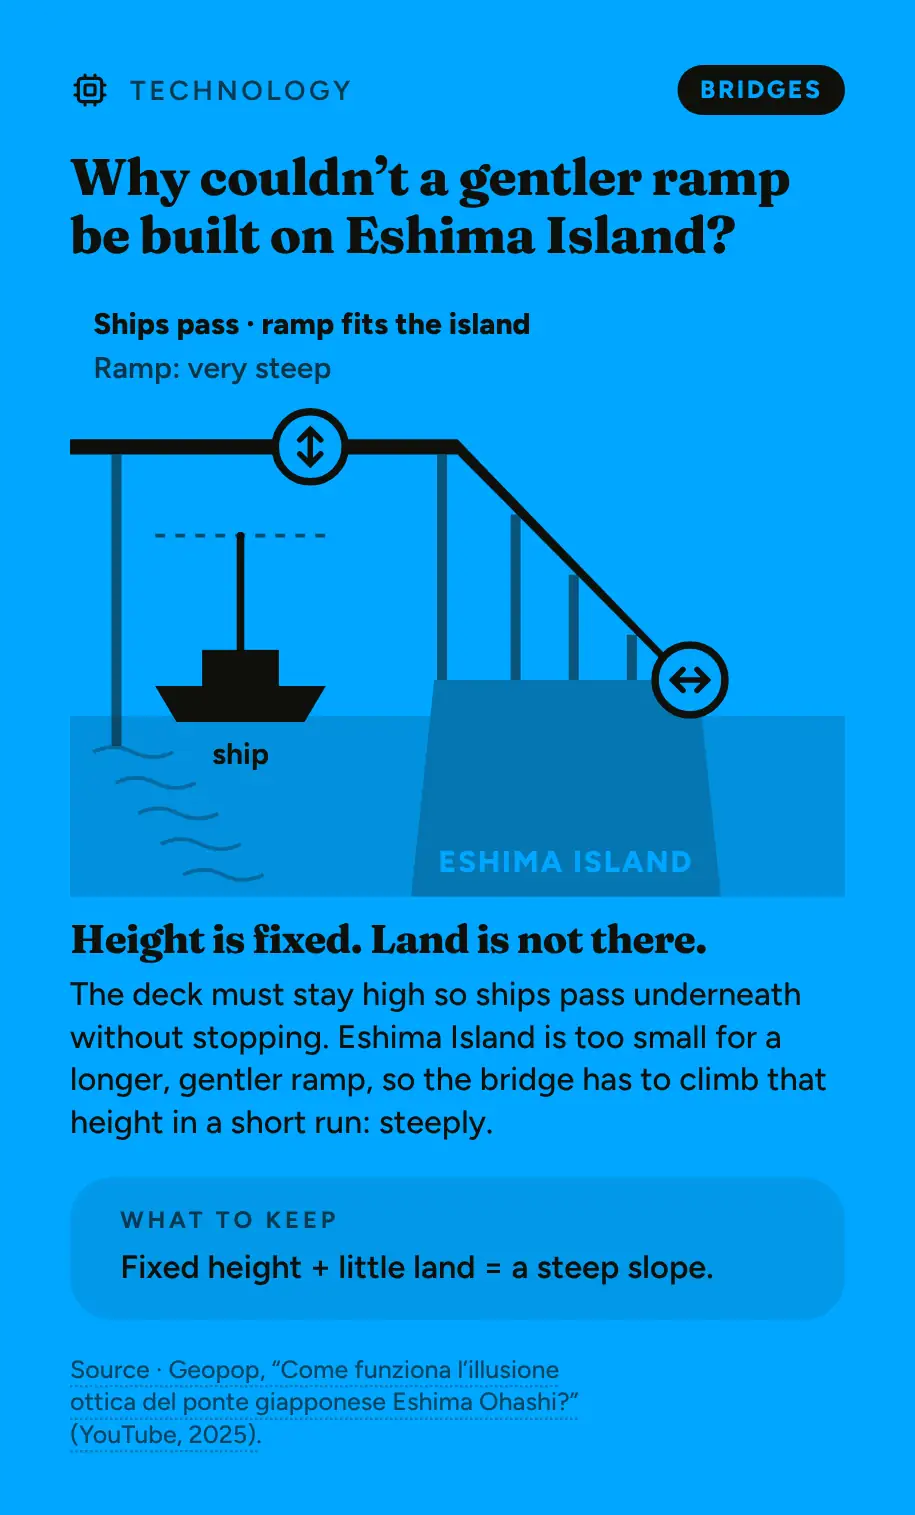 TECHNOLOGY
BRIDGES
Why couldn’t a gentler ramp
be built on Eshima Island?
Ships pass · ramp fits the island
Ramp: very steep
ship
ESHIMA ISLAND
Height is fixed. Land is not there.
The deck must stay high so ships pass underneath
without stopping. Eshima Island is too small for a
longer, gentler ramp, so the bridge has to climb that
height in a short run: steeply.
WHAT TO KEEP
Fixed height + little land = a steep slope.
Source · Geopop, “Come funziona l’illusione
ottica del ponte giapponese Eshima Ohashi?”
(YouTube, 2025).